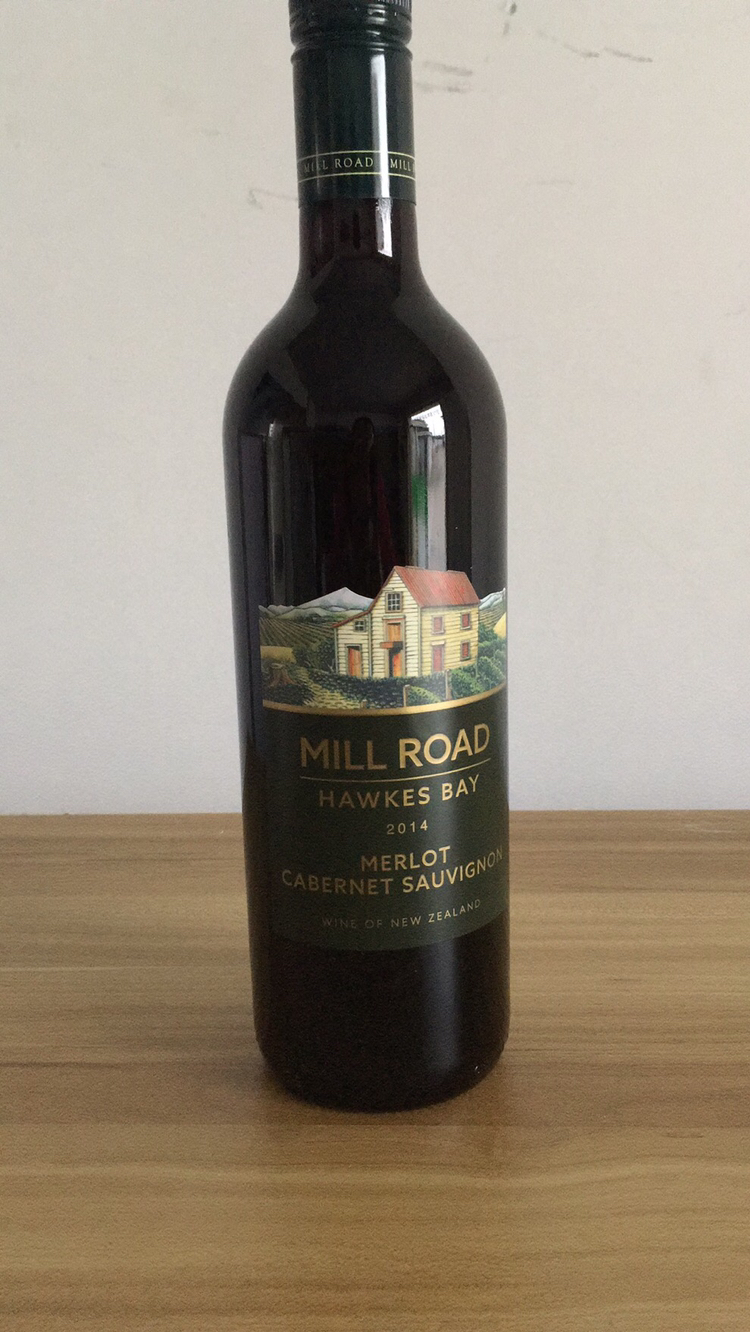 MILL ROAD MILL
MILL ROAD
HAWKES BAY
2014
MERLOT
CABERNET SAUVIGNON
WINE OF NEW ZEALAND